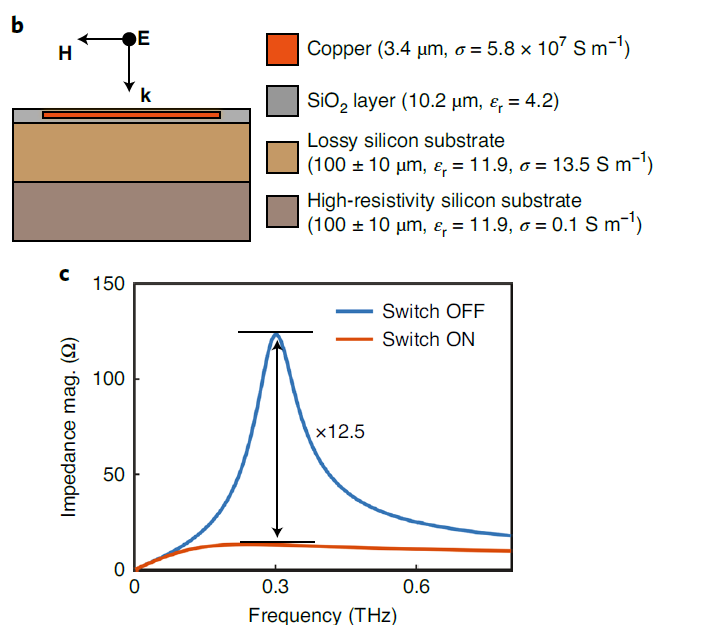 b
E
H
k
Copper (3.4 μm, σ = 5.8 × 10⁷ S m⁻¹)
SiO₂ layer (10.2 μm, εᵣ = 4.2)
Lossy silicon substrate
(100 ± 10 μm, εᵣ = 11.9, σ = 13.5 S m⁻¹)
High-resistivity silicon substrate
(100 ± 10 μm, εᵣ = 11.9, σ = 0.1 S m⁻¹)
c
150
100
50
0
Impedance mag. (Ω)
Switch OFF
Switch ON
×12.5
0
0.3
0.6
Frequency (THz)